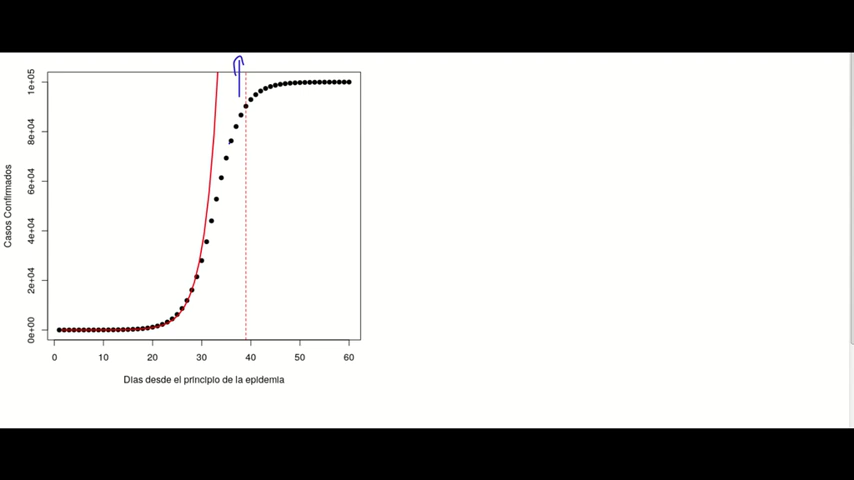 1e+05
8e+04
6e+04
4e+04
2e+04
0e+00
Casos Confirmados
0 10 20 30 40 50 60
Dias desde el principio de la epidemia